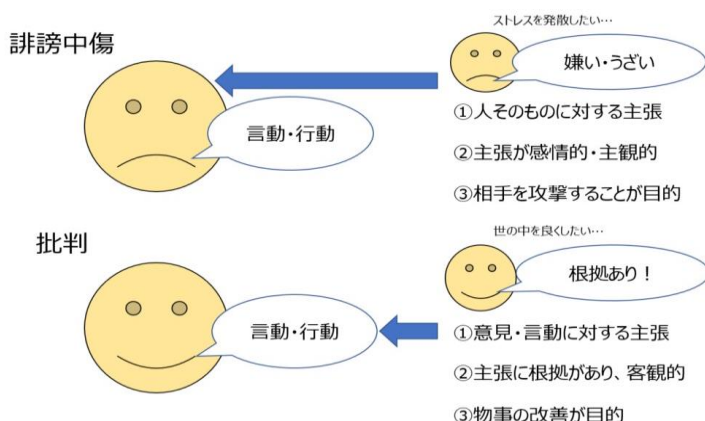 誹謗中傷
言動・行動
ストレスを発散したい…
嫌い・うざい
①人そのものに対する主張
②主張が感情的・主観的
③相手を攻撃することが目的
批判
言動・行動
世の中を良くしたい…
根拠あり！
①意見・言動に対する主張
②主張に根拠があり、客観的
③物事の改善が目的